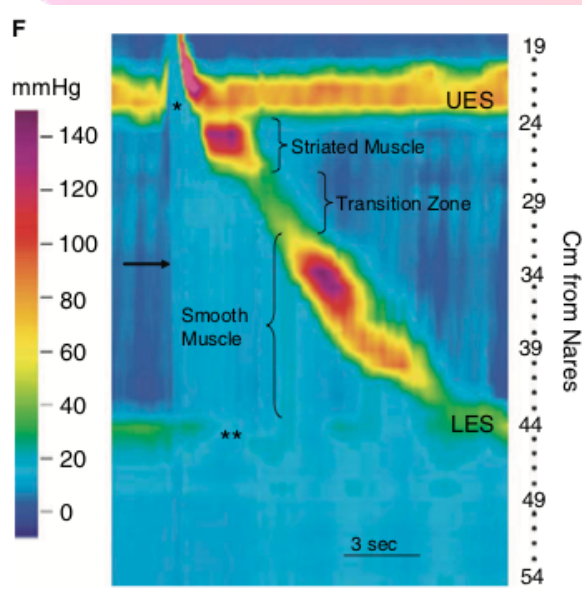 F
mmHg
140
120
100
80
60
40
20
0
*
UES
Striated Muscle
Transition Zone
Smooth
Muscle
**
LES
3 sec
19
24
29
34
39
44
49
54
Cm from Nares